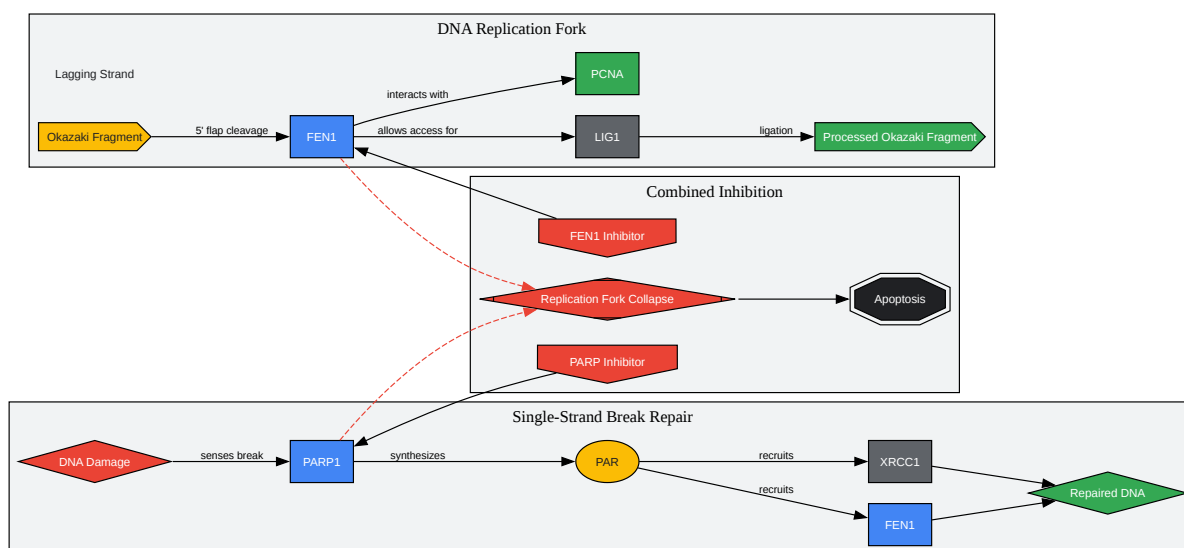 DNA Replication Fork
Lagging Strand
PCNA
interacts with
Okazaki Fragment
5' flap cleavage
FEN1
allows access for
LIG1
ligation
Processed Okazaki Fragment
Combined Inhibition
FEN1 Inhibitor
Replication Fork Collapse
Apoptosis
PARP Inhibitor
Single-Strand Break Repair
DNA Damage
senses break
PARP1
synthesizes
PAR
recruits
XRCC1
recruits
FEN1
Repaired DNA